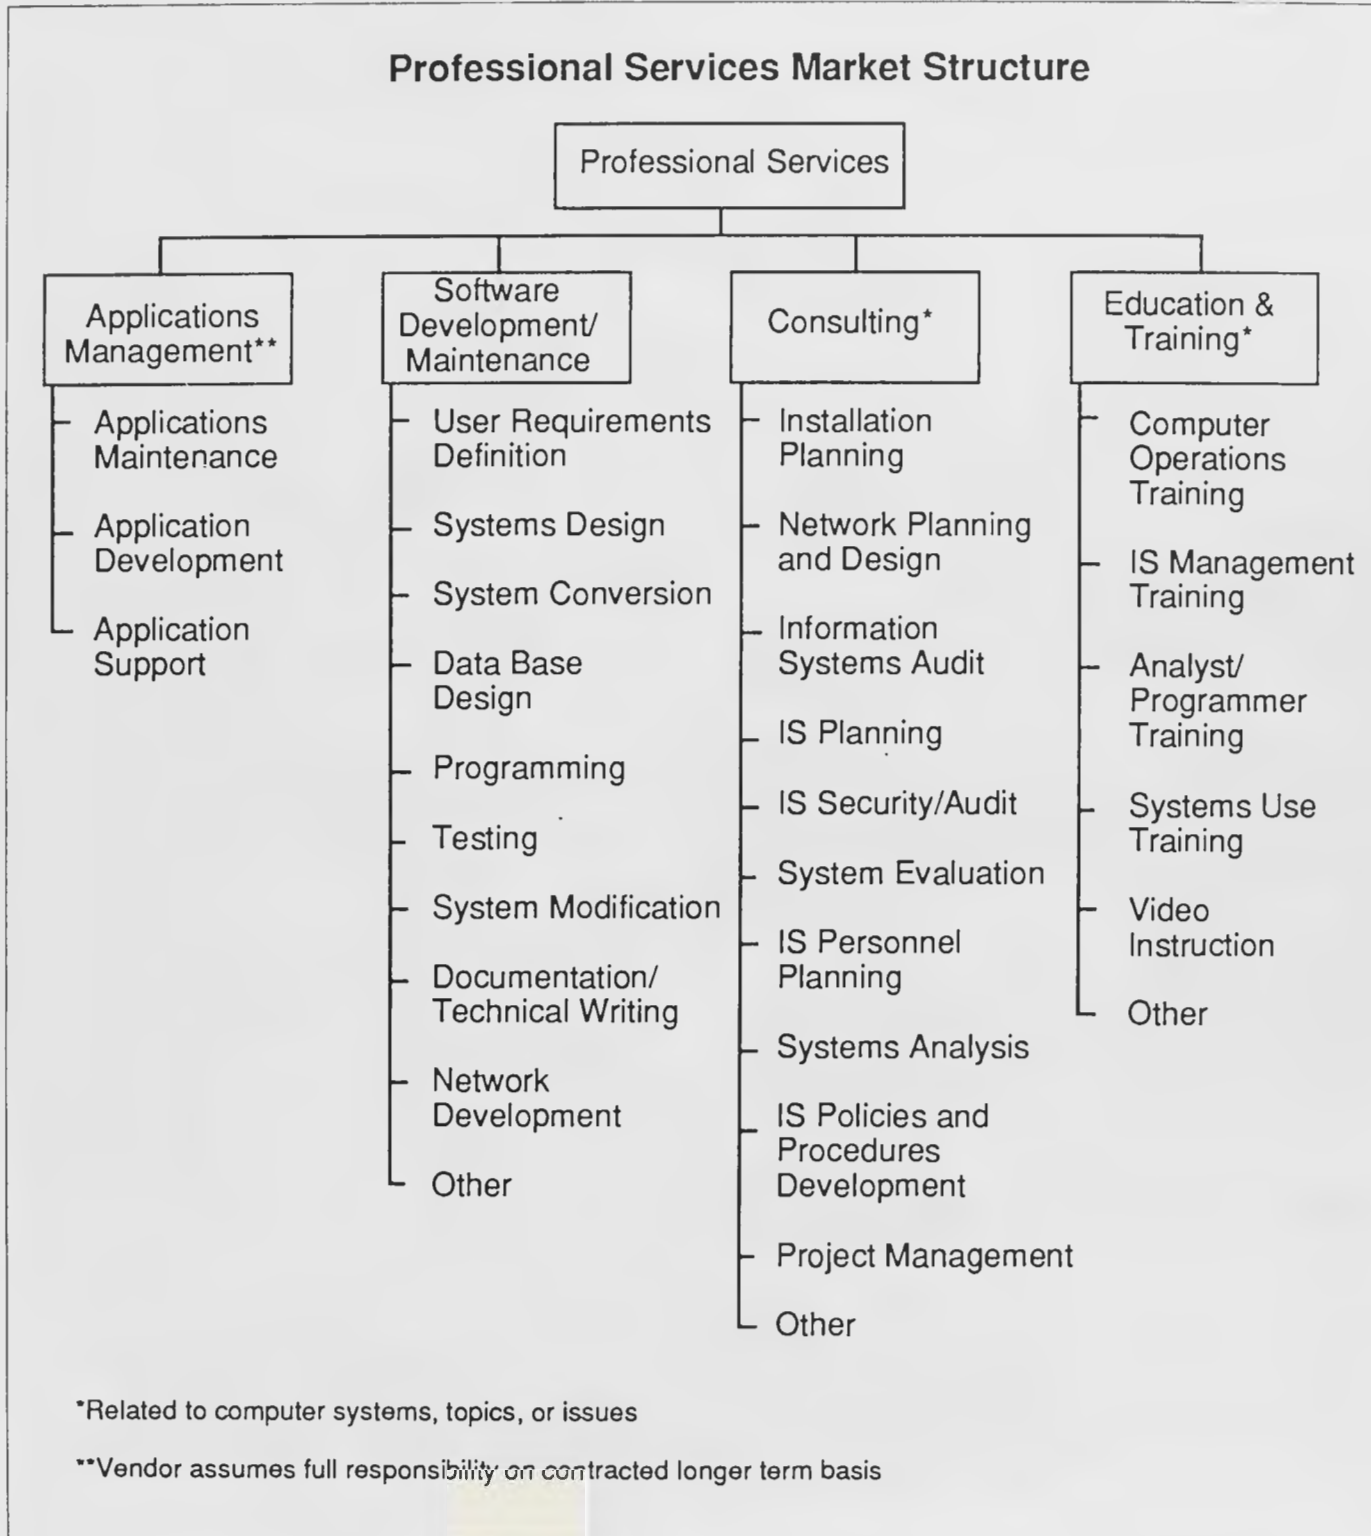 Professional Services Market Structure
Professional Services
Applications
Management**
Applications
Maintenance
Application
Development
Application
Support
Software
Development/
Maintenance
User Requirements
Definition
Systems Design
System Conversion
Data Base
Design
Programming
Testing
System Modification
Documentation/
Technical Writing
Network
Development
Other
Consulting*
Installation
Planning
Network Planning
and Design
Information
Systems Audit
IS Planning
IS Security/Audit
System Evaluation
IS Personnel
Planning
Systems Analysis
IS Policies and
Procedures
Development
Project Management
Other
Education &
Training*
Computer
Operations
Training
IS Management
Training
Analyst/
Programmer
Training
Systems Use
Training
Video
Instruction
Other
*Related to computer systems, topics, or issues
**Vendor assumes full responsibility on contracted longer term basis